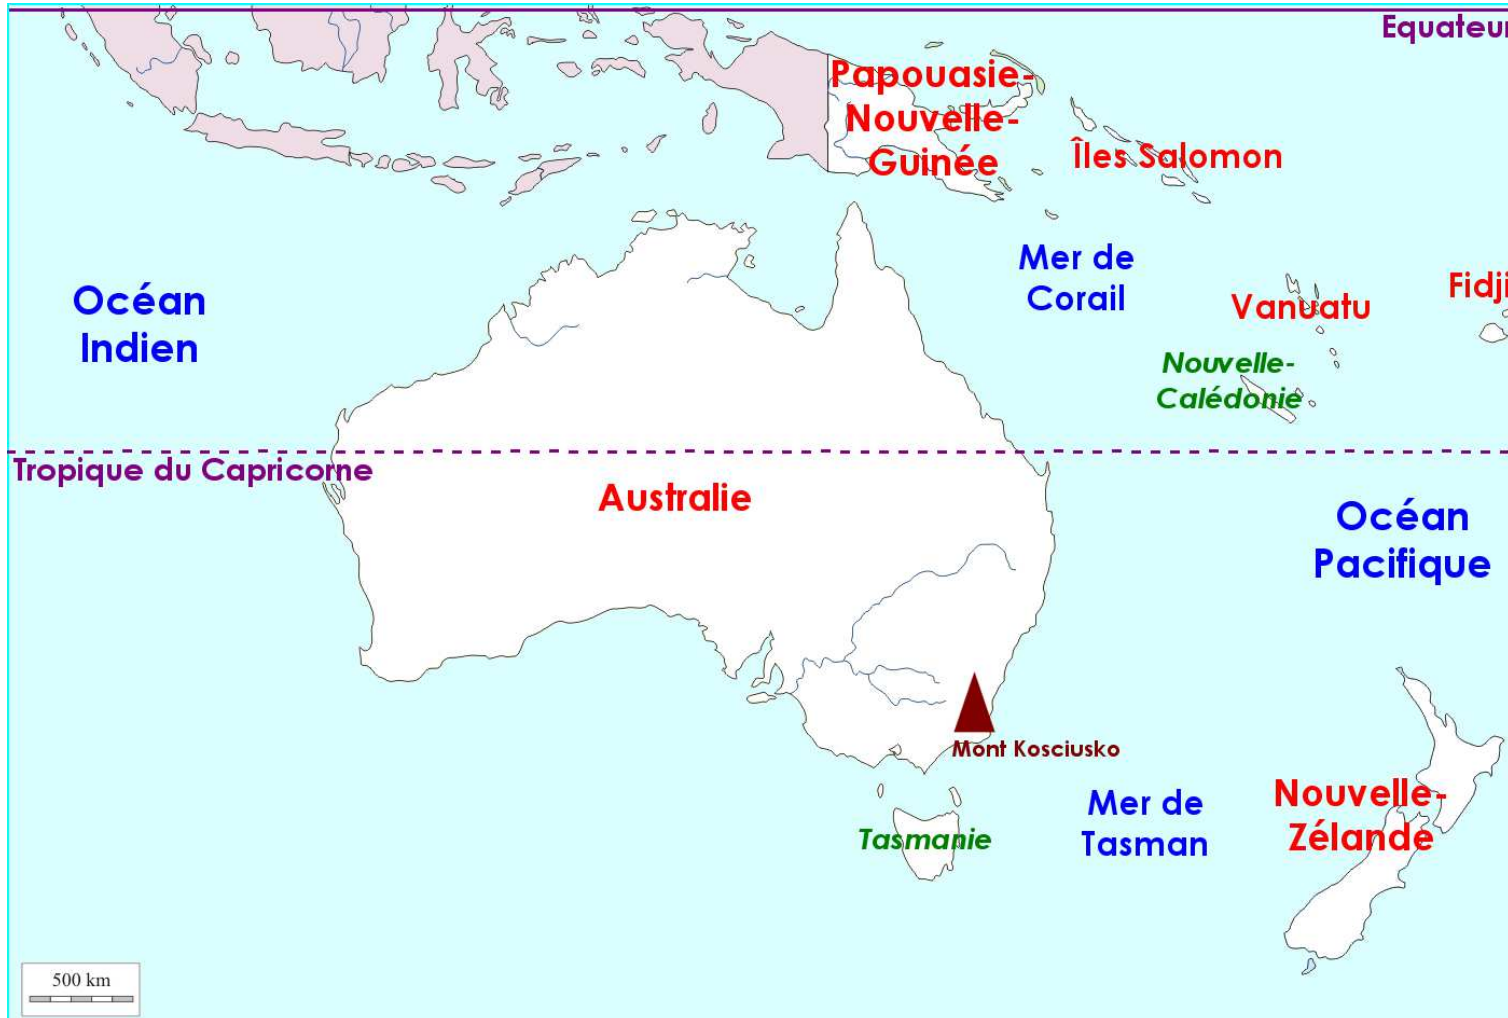 Equateur
Papouasie-
Nouvelle-
Guinée
Îles Salomon
Mer de
Corail
Océan
Indien
Vanuatu
Fidji
Nouvelle-
Calédonie
Tropique du Capricorne
Australie
Océan
Pacifique
Mont Kosciusko
Mer de
Tasman
Nouvelle-
Zélande
Tasmanie
500 km